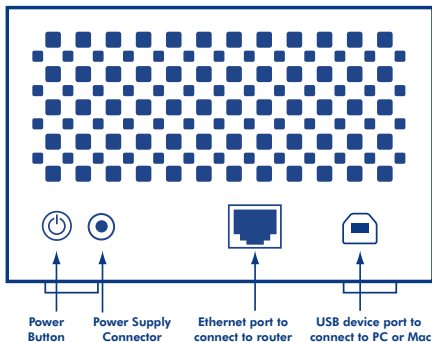 Power
Button
Power Supply
Connector
Ethernet port to
connect to router
USB device port to
connect to PC or Mac